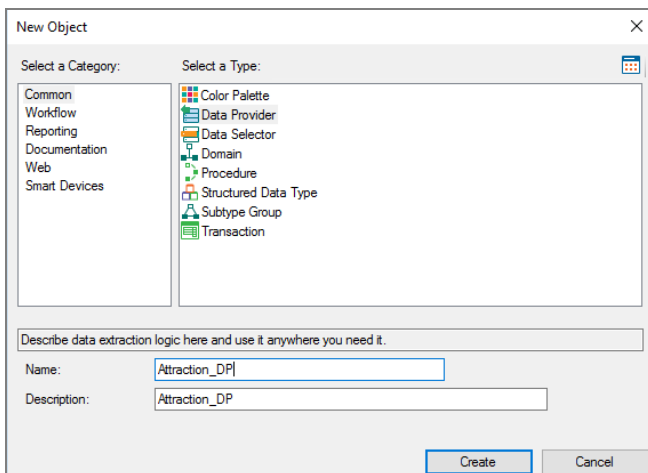 New Object
Select a Category:
Select a Type:
Common
Workflow
Reporting
Documentation
Web
Smart Devices
Color Palette
Data Provider
Data Selector
Domain
Procedure
Structured Data Type
Subtype Group
Transaction
Describe data extraction logic here and use it anywhere you need it.
Name: Attraction_DP
Description: Attraction_DP
Create Cancel